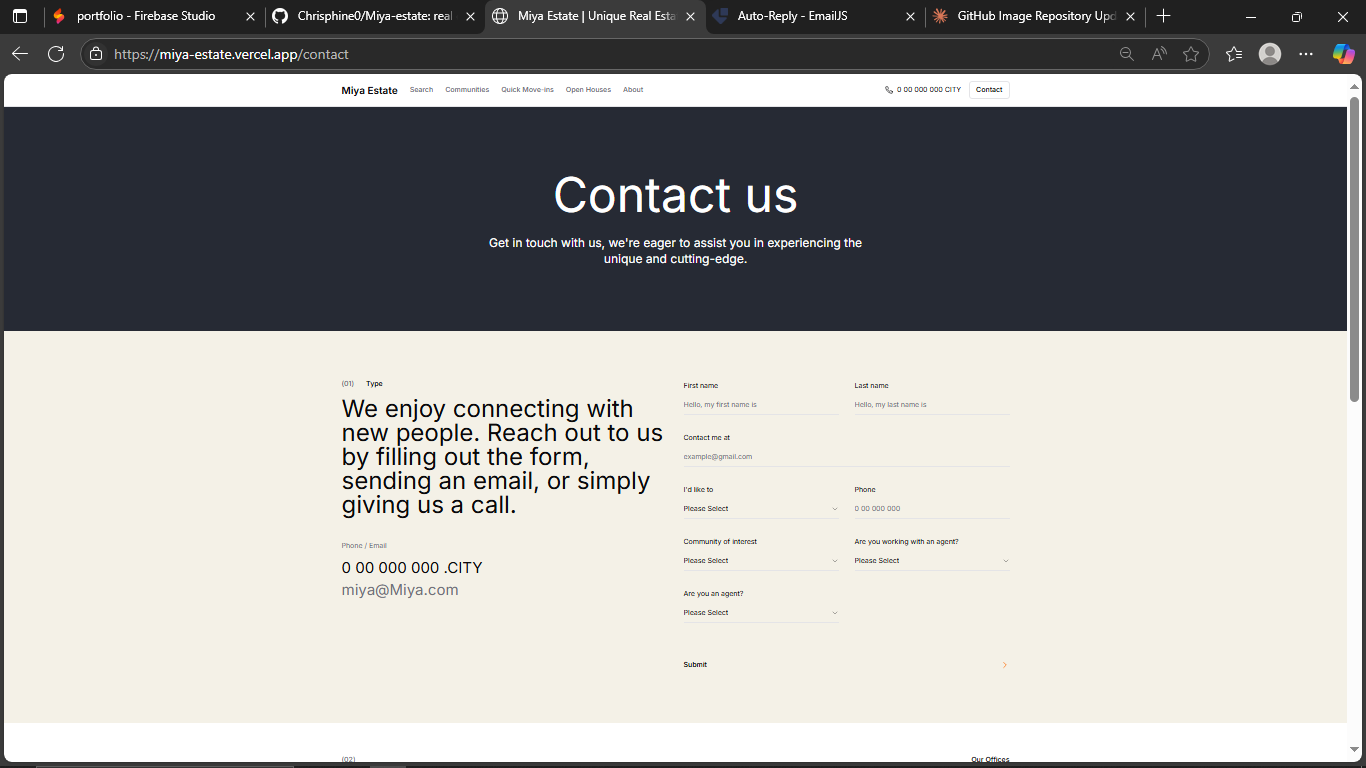 portfolio - Firebase Studio
Chrisphine0/Miya-estate: real
Miya Estate | Unique Real Esta
Auto-Reply - EmailJS
GitHub Image Repository Upd
https://miya-estate.vercel.app/contact
Miya Estate Search Communities Quick Move-ins Open Houses About 0 00 000 000 CITY Contact
Contact us
Get in touch with us, we're eager to assist you in experiencing the
unique and cutting-edge.
(01) Type
We enjoy connecting with
new people. Reach out to us
by filling out the form,
sending an email, or simply
giving us a call.
Phone / Email
0 00 000 000 .CITY
miya@Miya.com
First name Last name
Hello, my first name is Hello, my last name is
Contact me at
example@gmail.com
I'd like to Phone
Please Select 0 00 000 000
Community of interest Are you working with an agent?
Please Select Please Select
Are you an agent?
Please Select
Submit
(02) Our Offices